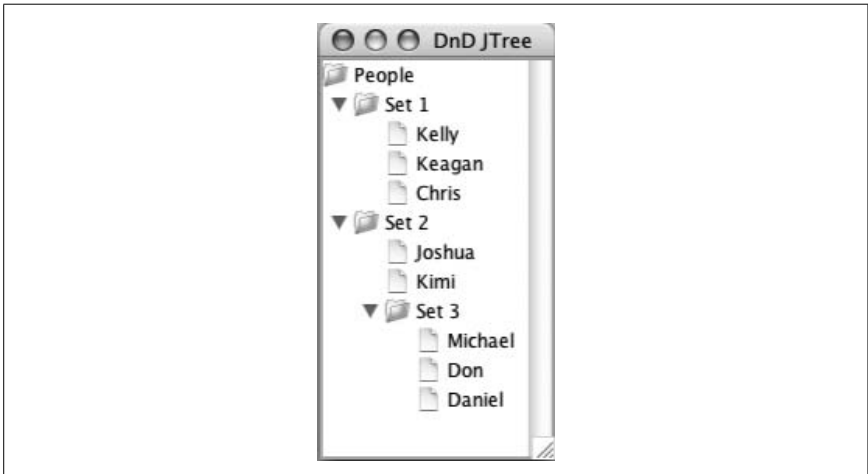 DnD JTree
People
Set 1
Kelly
Keagan
Chris
Set 2
Joshua
Kimi
Set 3
Michael
Don
Daniel